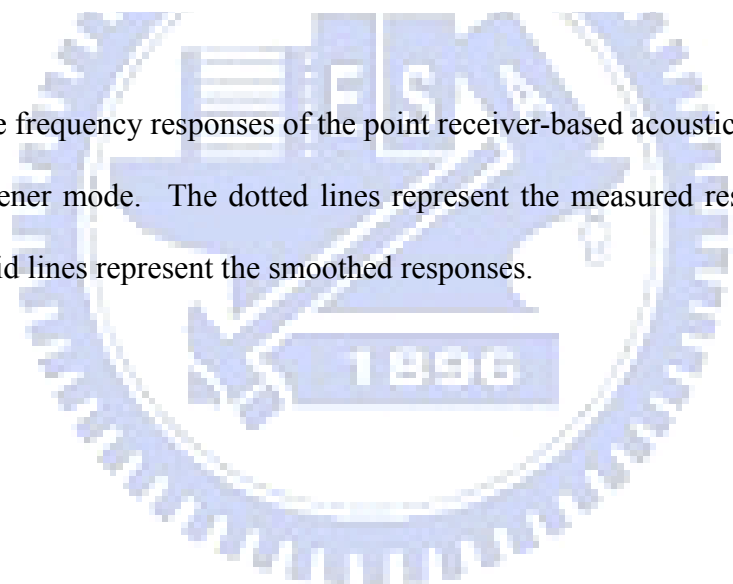 E S A
e frequency responses of the point receiver-based acoustic
ener mode. The dotted lines represent the measured res
id lines represent the smoothed responses.
1896